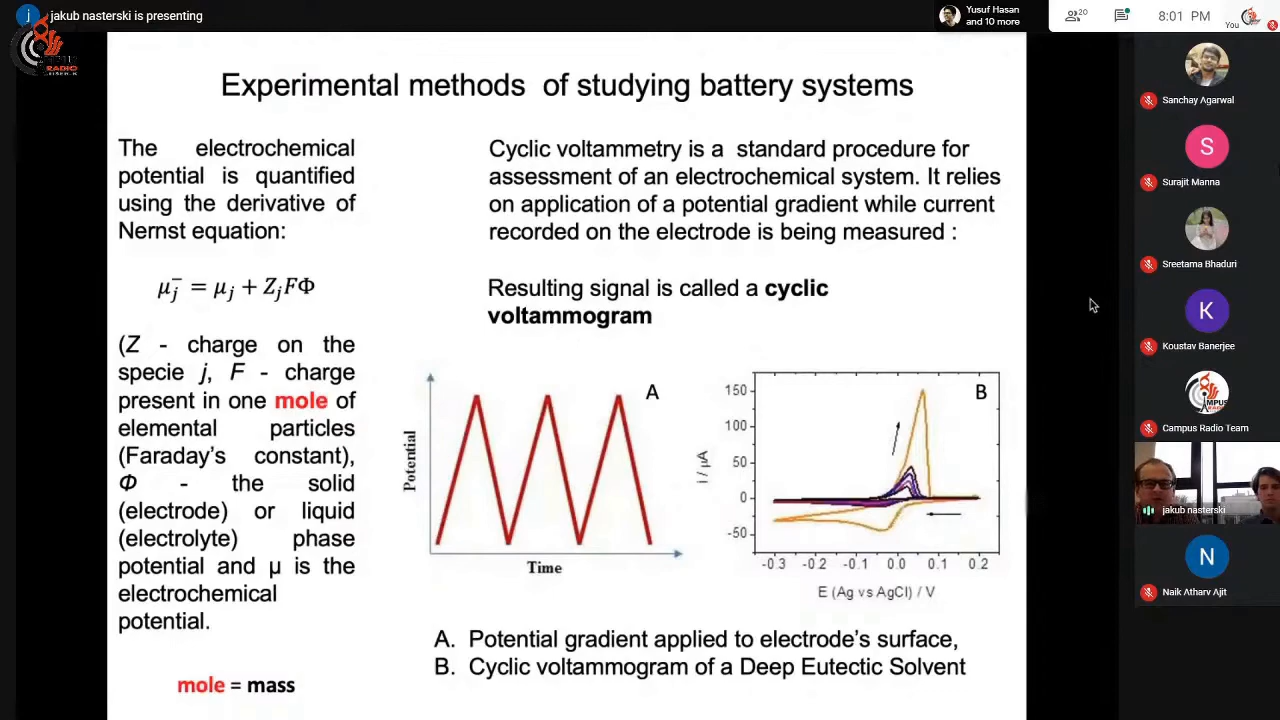 jakub nasterski is presenting
Yusuf Hasan
and 10 more
20
8:01 PM
You
Experimental methods of studying battery systems
The electrochemical
potential is quantified
using the derivative of
Nernst equation:
μ̄_j = μ_j + Z_jFΦ
(Z - charge on the
specie j, F - charge
present in one mole of
elemental particles
(Faraday's constant),
Φ - the solid
(electrode) or liquid
(electrolyte) phase
potential and μ is the
electrochemical
potential.
mole = mass
Cyclic voltammetry is a standard procedure for
assessment of an electrochemical system. It relies
on application of a potential gradient while current
recorded on the electrode is being measured :
Resulting signal is called a cyclic
voltammogram
A
Potential
Time
B
i / μA
150
100
50
0
-50
-0.3 -0.2 -0.1 0.0 0.1 0.2
E (Ag vs AgCl) / V
A. Potential gradient applied to electrode's surface,
B. Cyclic voltammogram of a Deep Eutectic Solvent
Sanchay Agarwal
S
Surajit Manna
Sreetama Bhaduri
K
Koustav Banerjee
AMPUS
Campus Radio Team
jakub nasterski
N
Naik Atharv Ajit